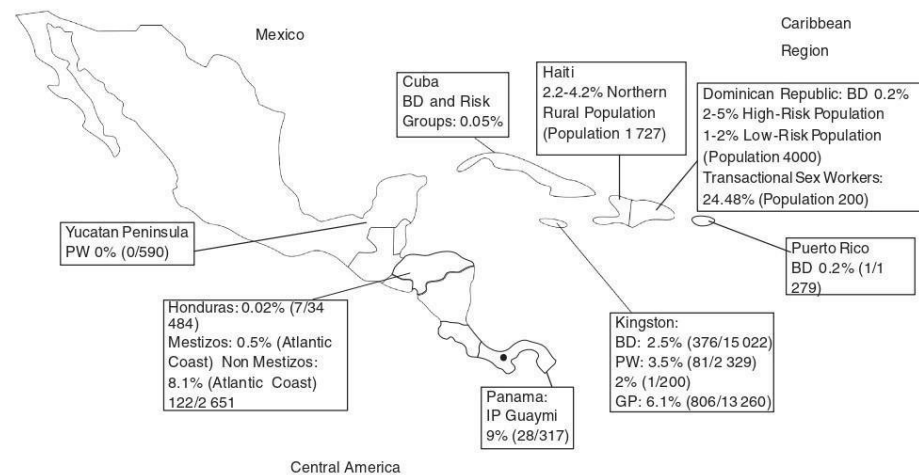 Mexico
Caribbean
Region
Cuba
BD and Risk
Groups: 0.05%
Haiti
2.2-4.2% Northern
Rural Population
(Population 1 727)
Dominican Republic: BD 0.2%
2-5% High-Risk Population
1-2% Low-Risk Population
(Population 4000)
Transactional Sex Workers:
24.48% (Population 200)
Yucatan Peninsula
PW 0% (0/590)
Puerto Rico
BD 0.2% (1/1
279)
Honduras: 0.02% (7/34
484)
Mestizos: 0.5% (Atlantic
Coast) Non Mestizos:
8.1% (Atlantic Coast)
122/2 651
Kingston:
BD: 2.5% (376/15 022)
PW: 3.5% (81/2 329)
2% (1/200)
GP: 6.1% (806/13 260)
Panama:
IP Guaymi
9% (28/317)
Central America